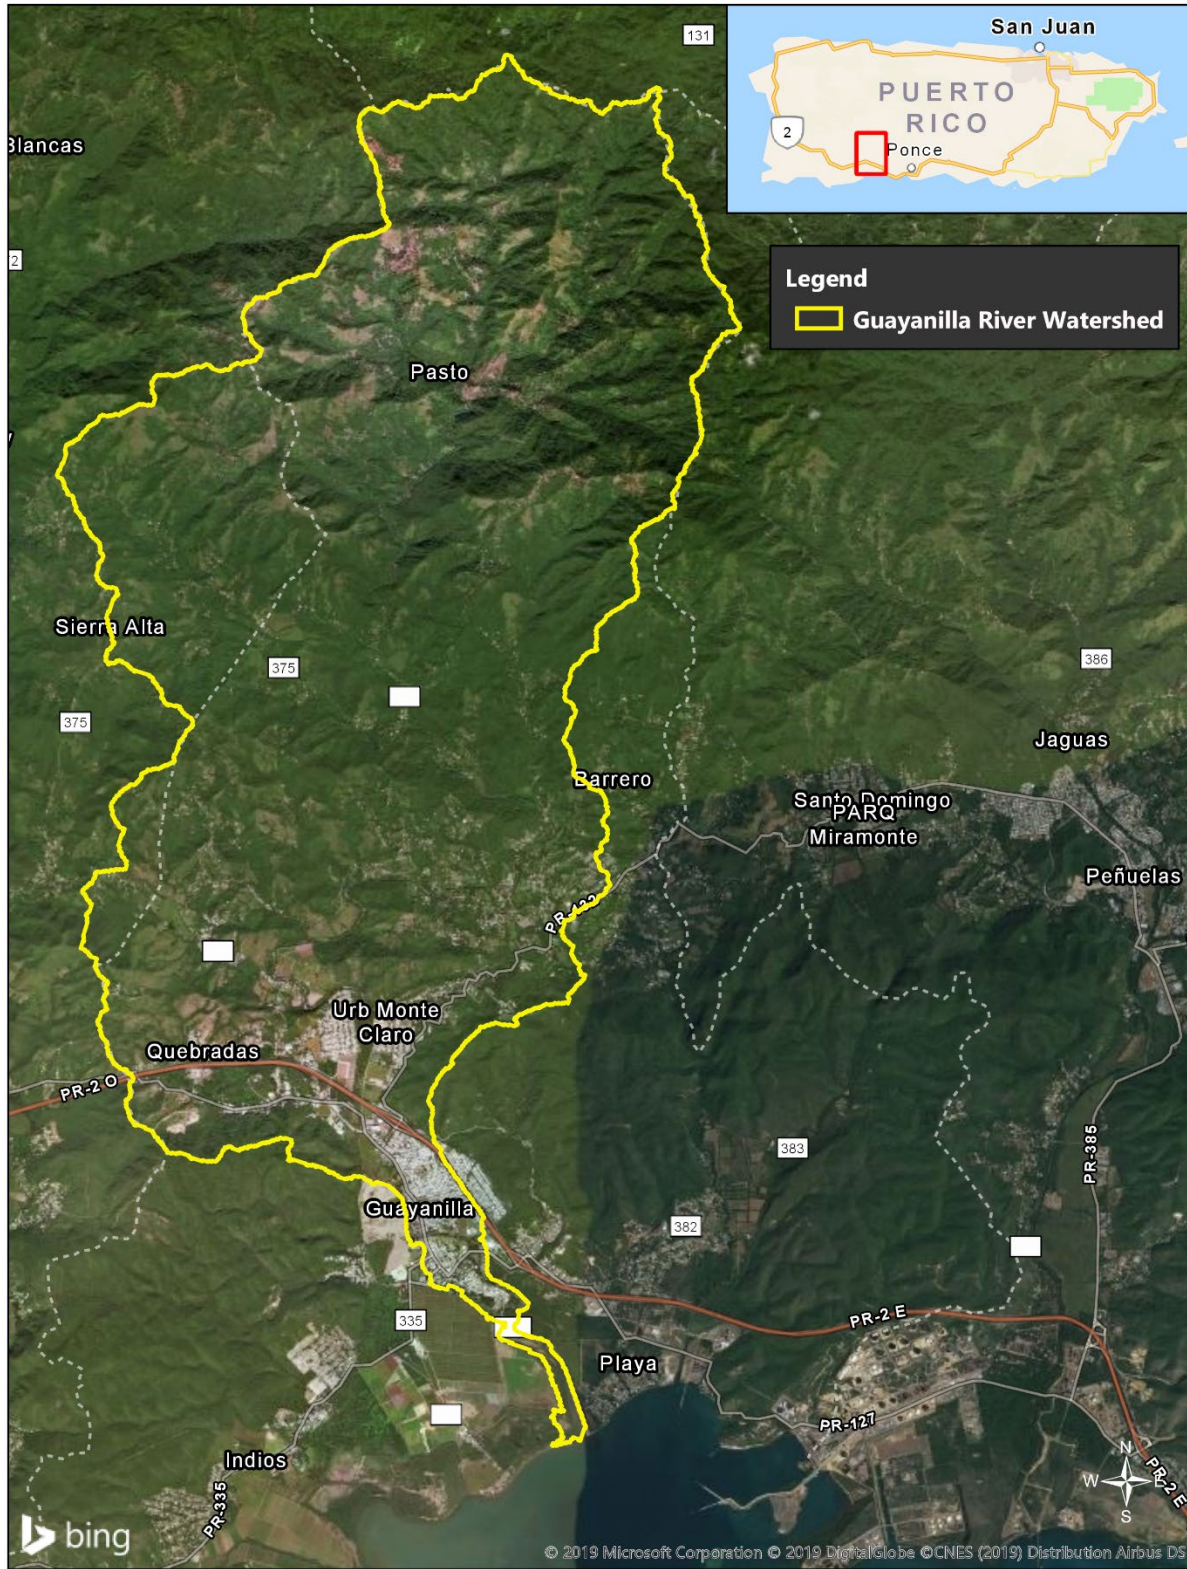 131
San Juan
PUERTO
RICO
2
Ponce
Blancas
72
Legend
Guayanilla River Watershed
Pasto
Sierra Alta
375
375
386
Jaguas
Barrero
Santo Domingo
PARQ
Miramonte
Peñuelas
Urb Monte
Claro
Quebradas
PR-2 O
383
PR-385
Guayanilla
382
335
PR-2 E
Playa
PR-127
Indios
PR-335
N
W
E
S
PR-2 E
bing
© 2019 Microsoft Corporation © 2019 DigitalGlobe ©CNES (2019) Distribution Airbus DS